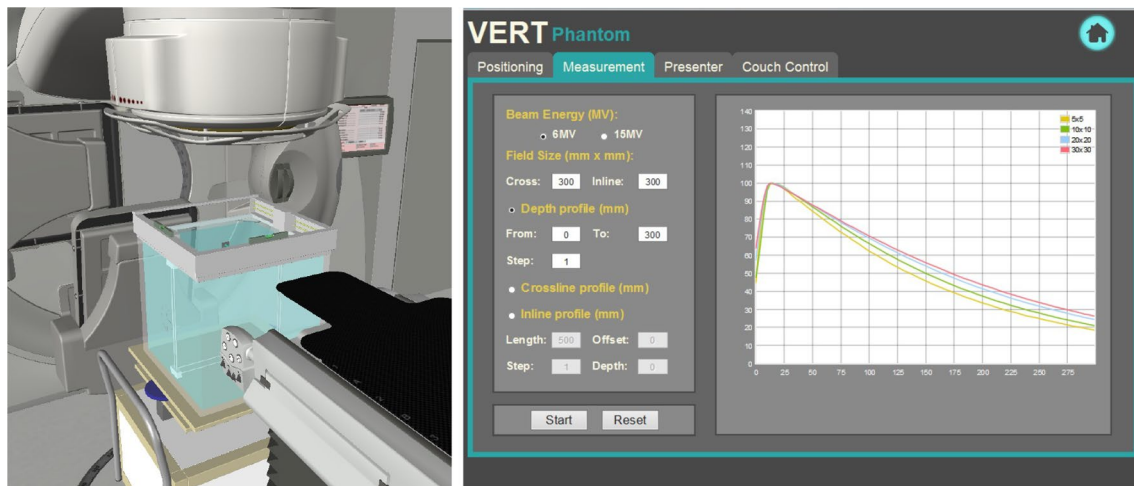 VERT Phantom
Positioning Measurement Presenter Couch Control
Beam Energy (MV):
6MV 15MV
Field Size (mm x mm):
Cross: 300 Inline: 300
Depth profile (mm)
From: 0 To: 300
Step: 1
Crossline profile (mm)
Inline profile (mm)
Length: 500 Offset: 0
Step: 1 Depth: 0
Start Reset
5x5
10x10
20x20
30x30
140
130
120
110
100
90
80
70
60
50
40
30
20
10
0
0 25 50 75 100 125 150 175 200 225 250 275